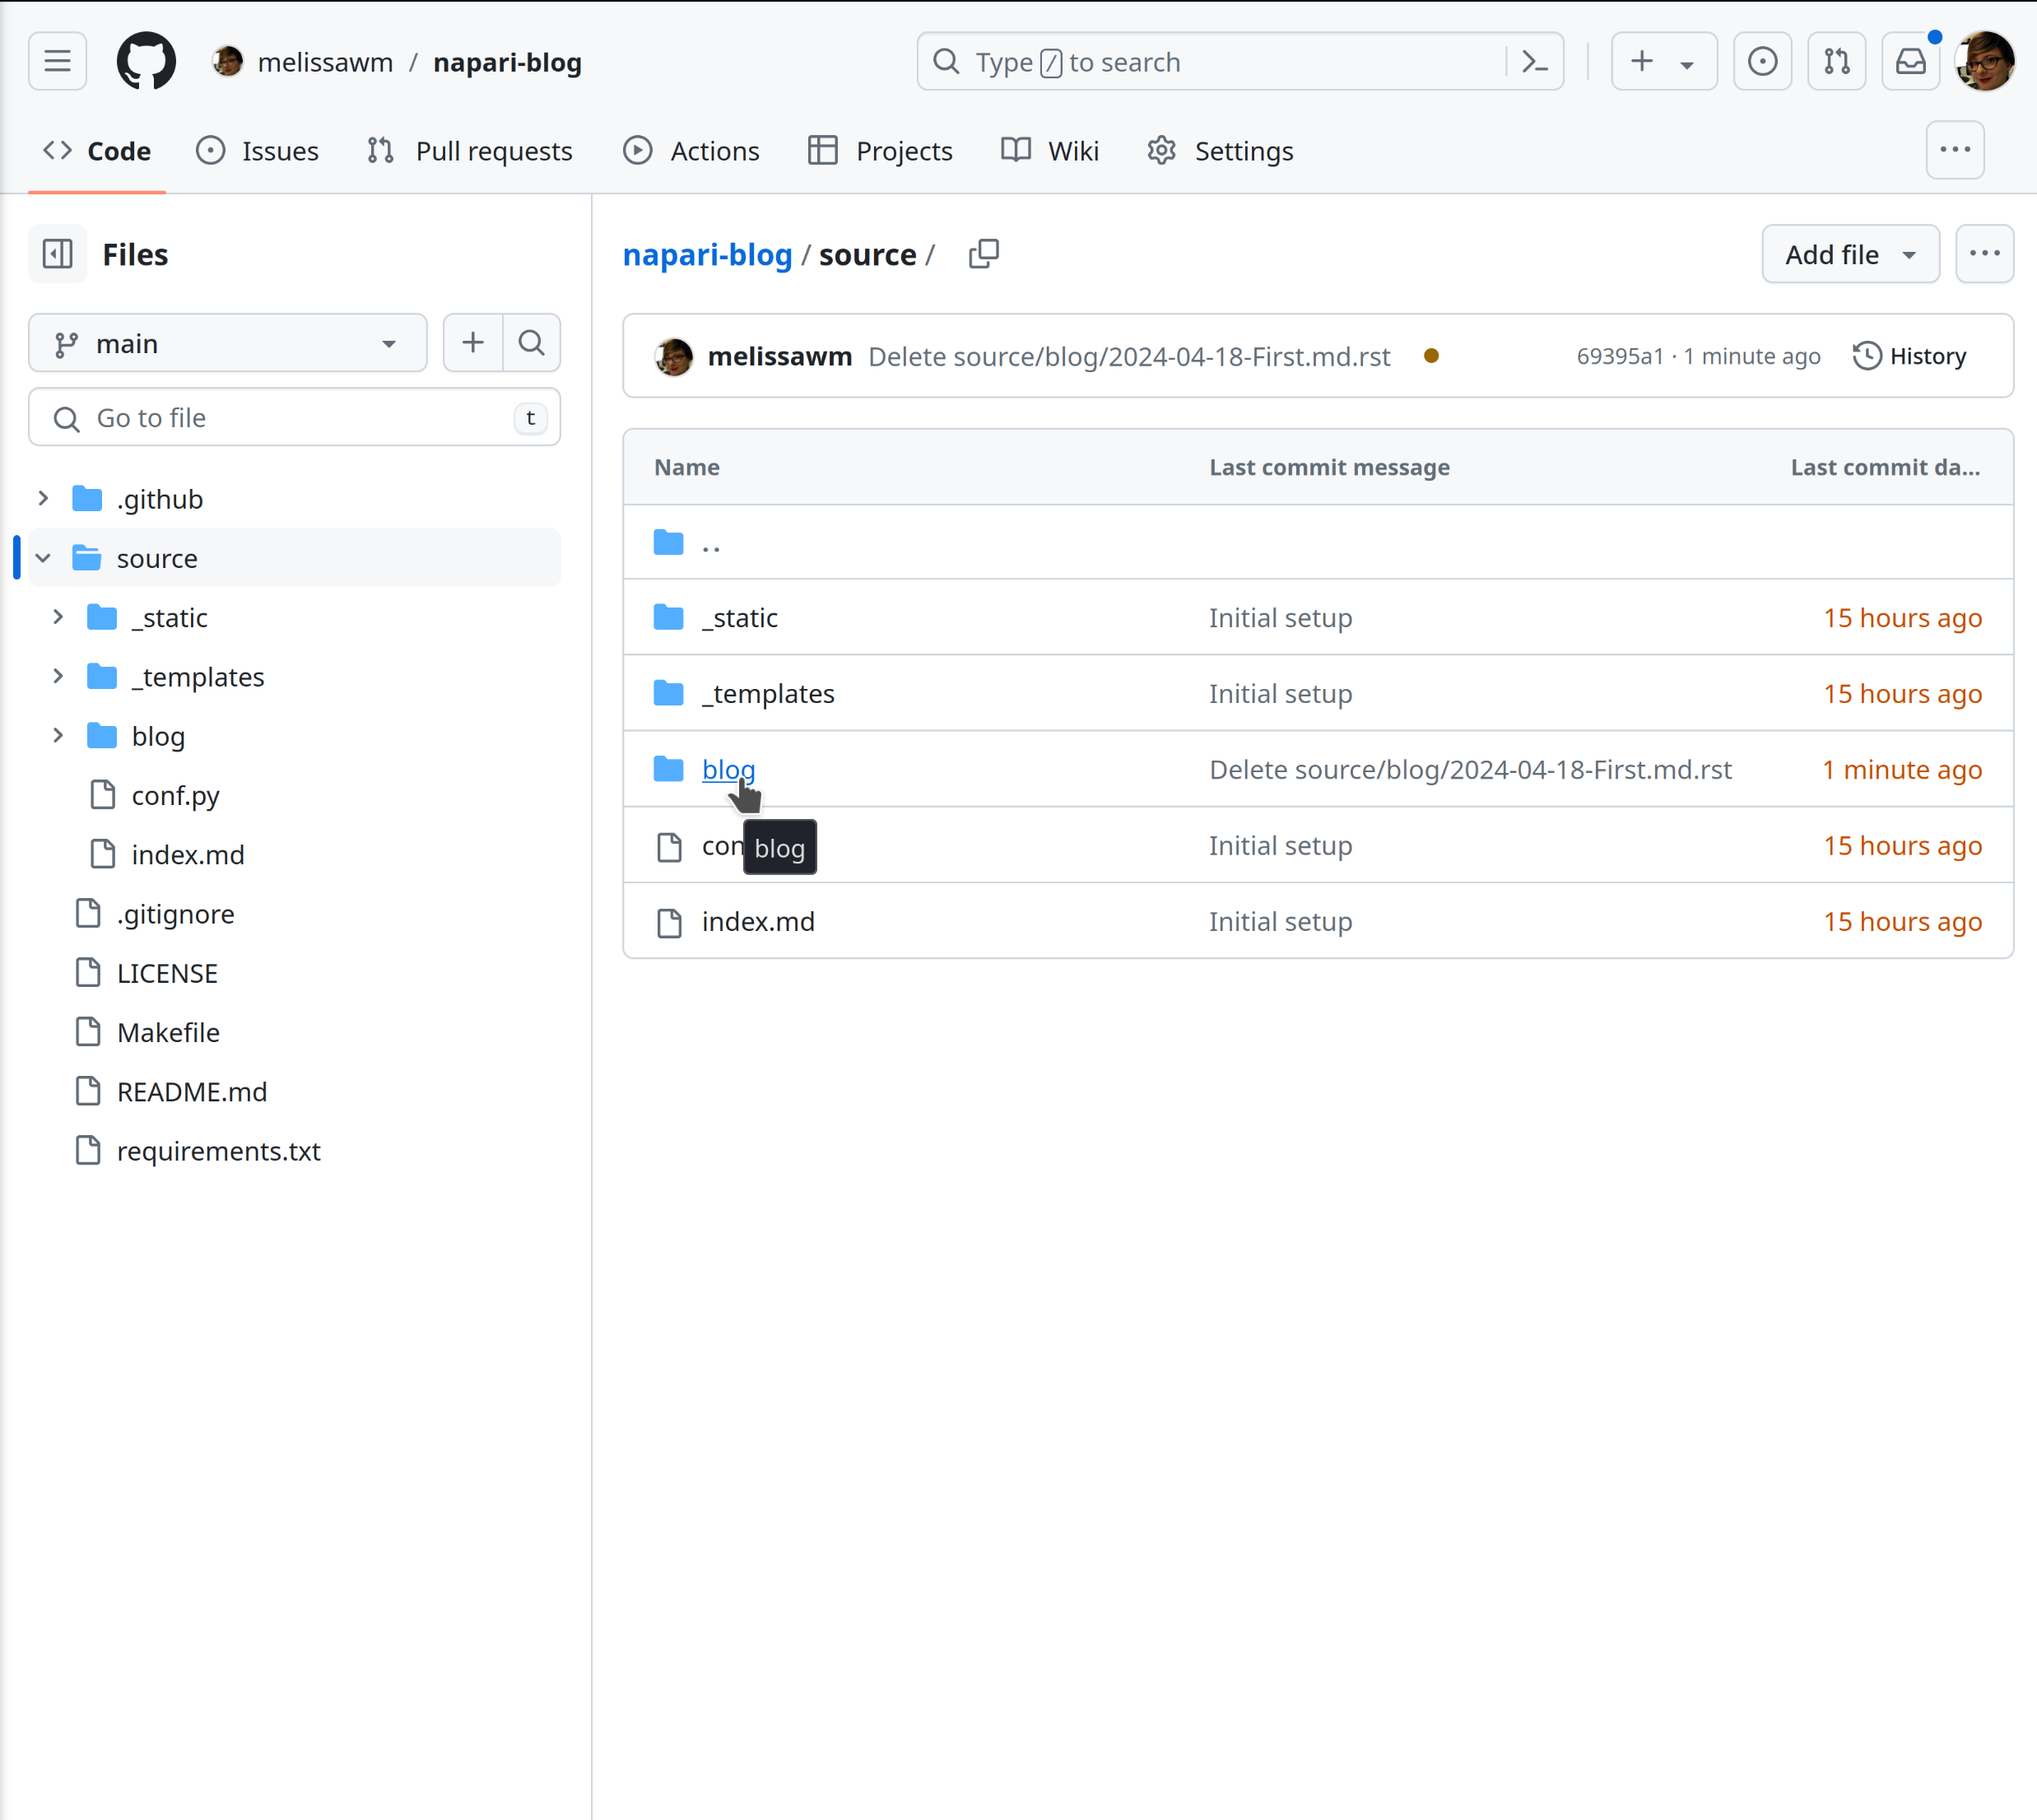 melissawm / napari-blog
Type / to search
Code Issues Pull requests Actions Projects Wiki Settings
Files
main
Go to file t
.github
source
_static
_templates
blog
conf.py
index.md
.gitignore
LICENSE
Makefile
README.md
requirements.txt
napari-blog / source /
Add file
melissawm Delete source/blog/2024-04-18-First.md.rst 69395a1 · 1 minute ago History
Name Last commit message Last commit da...
..
_static Initial setup 15 hours ago
_templates Initial setup 15 hours ago
blog Delete source/blog/2024-04-18-First.md.rst 1 minute ago
con Initial setup 15 hours ago
blog
index.md Initial setup 15 hours ago